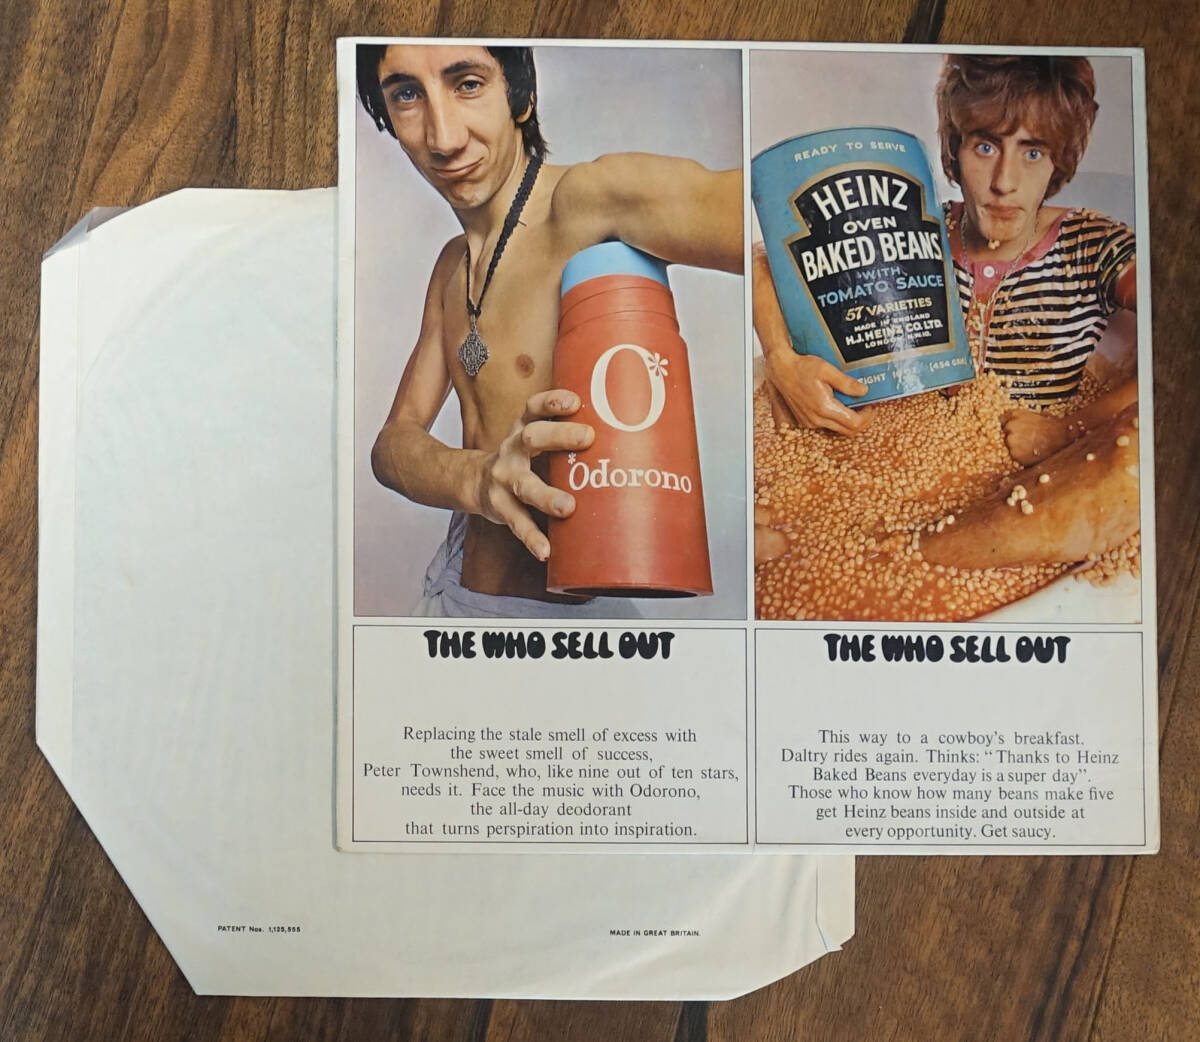 O*
*Odorono
READY TO SERVE
HEINZ
OVEN
BAKED BEANS
WITH
TOMATO SAUCE
57 VARIETIES
MADE IN ENGLAND
H.J. HEINZ CO. LTD.
LONDON N.W.10.
(454 GRM)
THE WHO SELL OUT
Replacing the stale smell of excess with
the sweet smell of success,
Peter Townshend, who, like nine out of ten stars,
needs it. Face the music with Odorono,
the all-day deodorant
that turns perspiration into inspiration.
THE WHO SELL OUT
This way to a cowboy's breakfast.
Daltry rides again. Thinks: "Thanks to Heinz
Baked Beans everyday is a super day".
Those who know how many beans make five
get Heinz beans inside and outside at
every opportunity. Get saucy.
PATENT Nos. 1,125,555
MADE IN GREAT BRITAIN.